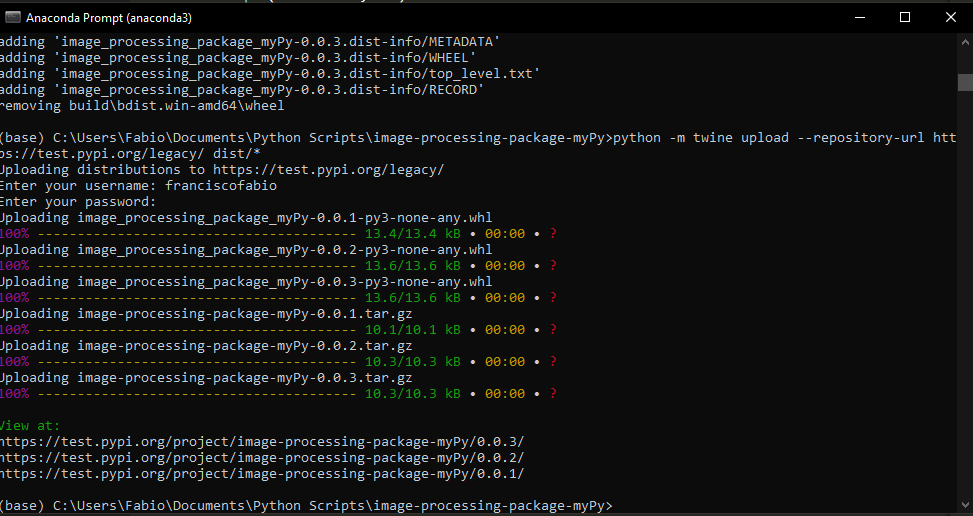 Anaconda Prompt (anaconda3)
adding 'image_processing_package_myPy-0.0.3.dist-info/METADATA'
adding 'image_processing_package_myPy-0.0.3.dist-info/WHEEL'
adding 'image_processing_package_myPy-0.0.3.dist-info/top_level.txt'
adding 'image_processing_package_myPy-0.0.3.dist-info/RECORD'
removing build\bdist.win-amd64\wheel
(base) C:\Users\Fabio\Documents\Python Scripts\image-processing-package-myPy>python -m twine upload --repository-url htt
ps://test.pypi.org/legacy/ dist/*
Uploading distributions to https://test.pypi.org/legacy/
Enter your username: franciscofabio
Enter your password:
Uploading image_processing_package_myPy-0.0.1-py3-none-any.whl
100% ---------------------------------------- 13.4/13.4 kB • 00:00 • ?
Uploading image_processing_package_myPy-0.0.2-py3-none-any.whl
100% ---------------------------------------- 13.6/13.6 kB • 00:00 • ?
Uploading image_processing_package_myPy-0.0.3-py3-none-any.whl
100% ---------------------------------------- 13.6/13.6 kB • 00:00 • ?
Uploading image-processing-package-myPy-0.0.1.tar.gz
100% ---------------------------------------- 10.1/10.1 kB • 00:00 • ?
Uploading image-processing-package-myPy-0.0.2.tar.gz
100% ---------------------------------------- 10.3/10.3 kB • 00:00 • ?
Uploading image-processing-package-myPy-0.0.3.tar.gz
100% ---------------------------------------- 10.3/10.3 kB • 00:00 • ?
View at:
https://test.pypi.org/project/image-processing-package-myPy/0.0.3/
https://test.pypi.org/project/image-processing-package-myPy/0.0.2/
https://test.pypi.org/project/image-processing-package-myPy/0.0.1/
(base) C:\Users\Fabio\Documents\Python Scripts\image-processing-package-myPy>